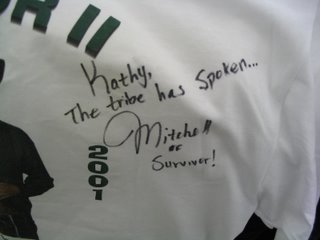 OR II
Kathy,
The tribe has spoken...
Mitchell
of
Survivor!
2001